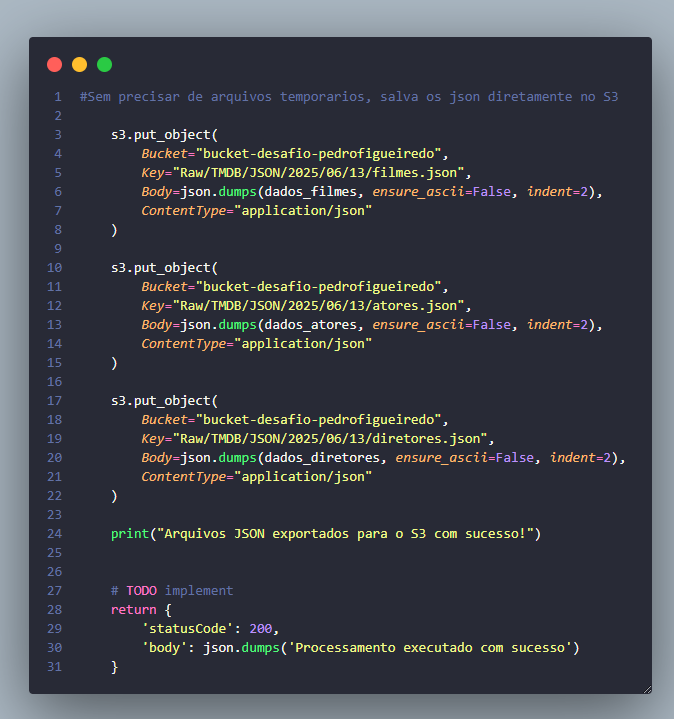 1 #Sem precisar de arquivos temporarios, salva os json diretamente no S3
2
3 s3.put_object(
4 Bucket="bucket-desafio-pedrofigueiredo",
5 Key="Raw/TMDB/JSON/2025/06/13/filmes.json",
6 Body=json.dumps(dados_filmes, ensure_ascii=False, indent=2),
7 ContentType="application/json"
8 )
9
10 s3.put_object(
11 Bucket="bucket-desafio-pedrofigueiredo",
12 Key="Raw/TMDB/JSON/2025/06/13/atores.json",
13 Body=json.dumps(dados_atores, ensure_ascii=False, indent=2),
14 ContentType="application/json"
15 )
16
17 s3.put_object(
18 Bucket="bucket-desafio-pedrofigueiredo",
19 Key="Raw/TMDB/JSON/2025/06/13/diretores.json",
20 Body=json.dumps(dados_diretores, ensure_ascii=False, indent=2),
21 ContentType="application/json"
22 )
23
24 print("Arquivos JSON exportados para o S3 com sucesso!")
25
26
27 # TODO implement
28 return {
29 'statusCode': 200,
30 'body': json.dumps('Processamento executado com sucesso')
31 }